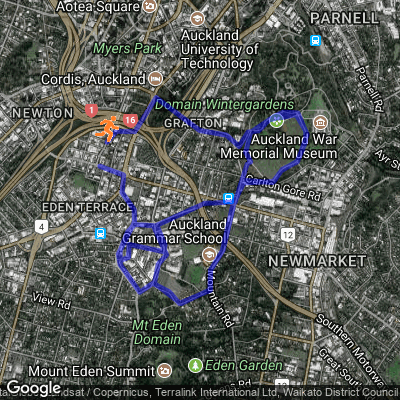 Aotea Square
PARNELL
Myers Park
Auckland
University of
Technology
Cordis, Auckland
Parnell Rd
NEWTON
1
16
Domain Wintergardens
GRAFTON
Auckland War
Memorial Museum
Ayr St
Carlton Gore Rd
EDEN TERRACE
4
Auckland
Grammar School
12
NEWMARKET
View Rd
Mountain Rd
Mt Eden
Domain
Southern Motorway
Great South
Mount Eden Summit
Eden Garden
12
Google
andsat / Copernicus, Terralink International Ltd, Waikato District Council